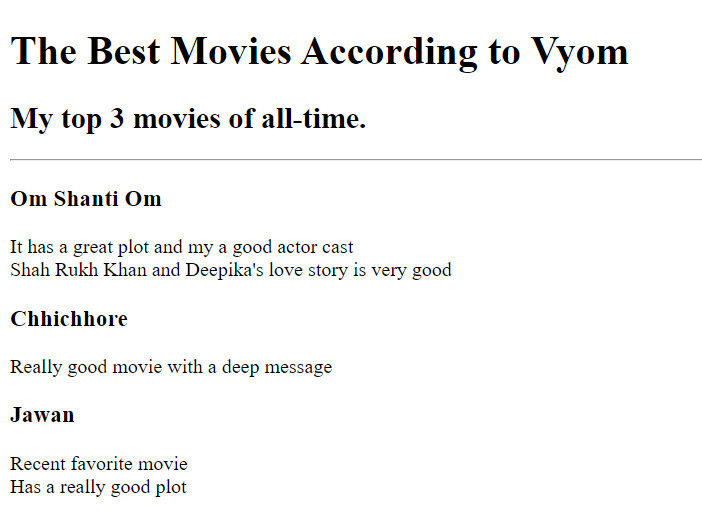 The Best Movies According to Vyom
My top 3 movies of all-time.
Om Shanti Om
It has a great plot and my a good actor cast
Shah Rukh Khan and Deepika's love story is very good
Chhichhore
Really good movie with a deep message
Jawan
Recent favorite movie
Has a really good plot